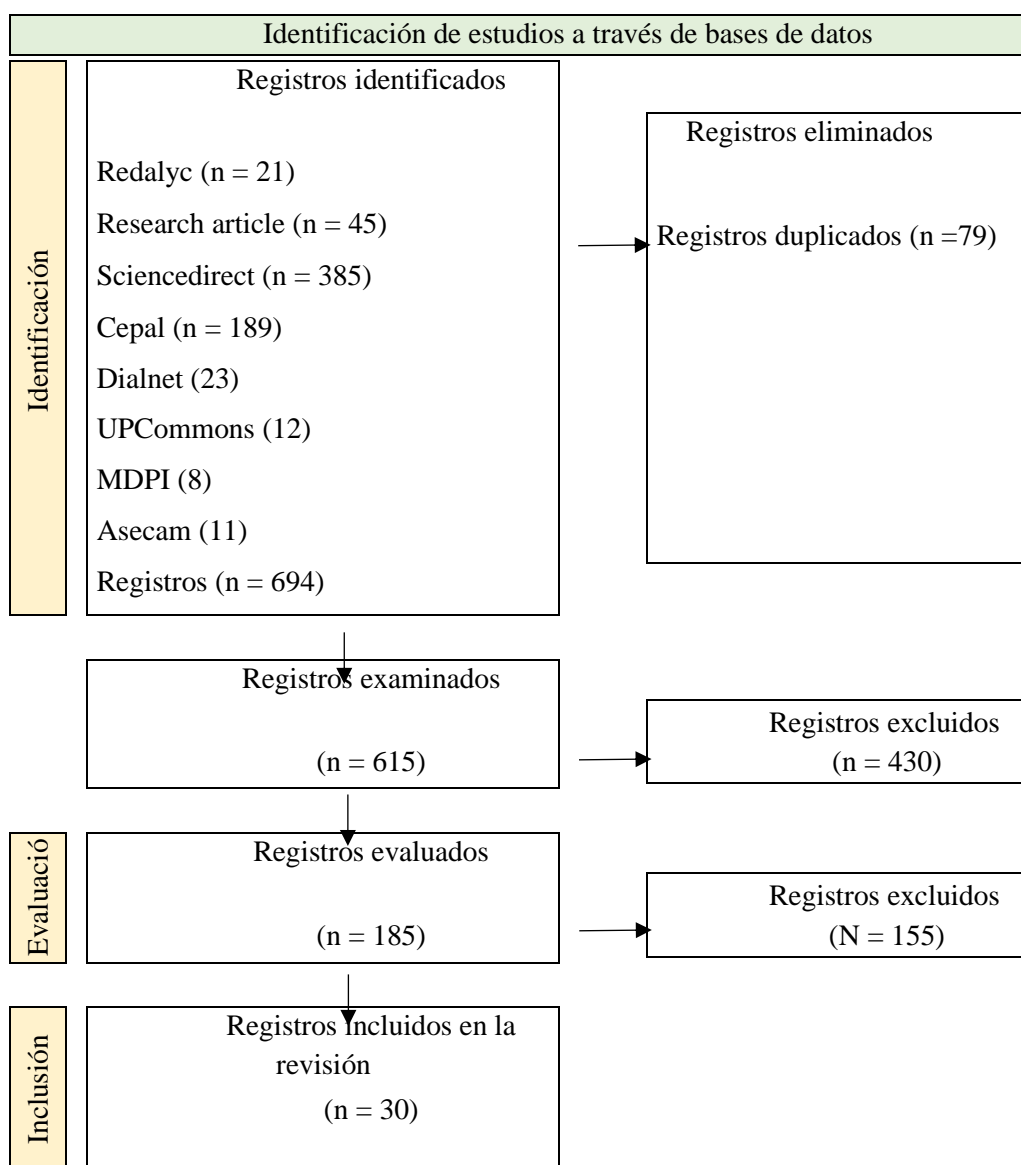 Identificación de estudios a través de bases de datos
Identificación
Registros identificados
Redalyc (n = 21)
Research article (n = 45)
Sciencedirect (n = 385)
Cepal (n = 189)
Dialnet (23)
UPCommons (12)
MDPI (8)
Asecam (11)
Registros (n = 694)
Registros eliminados
Registros duplicados (n =79)
Registros examinados
(n = 615)
Registros excluidos
(n = 430)
Evaluació
Registros evaluados
(n = 185)
Registros excluidos
(N = 155)
Inclusión
Registros incluidos en la
revisión
(n = 30)